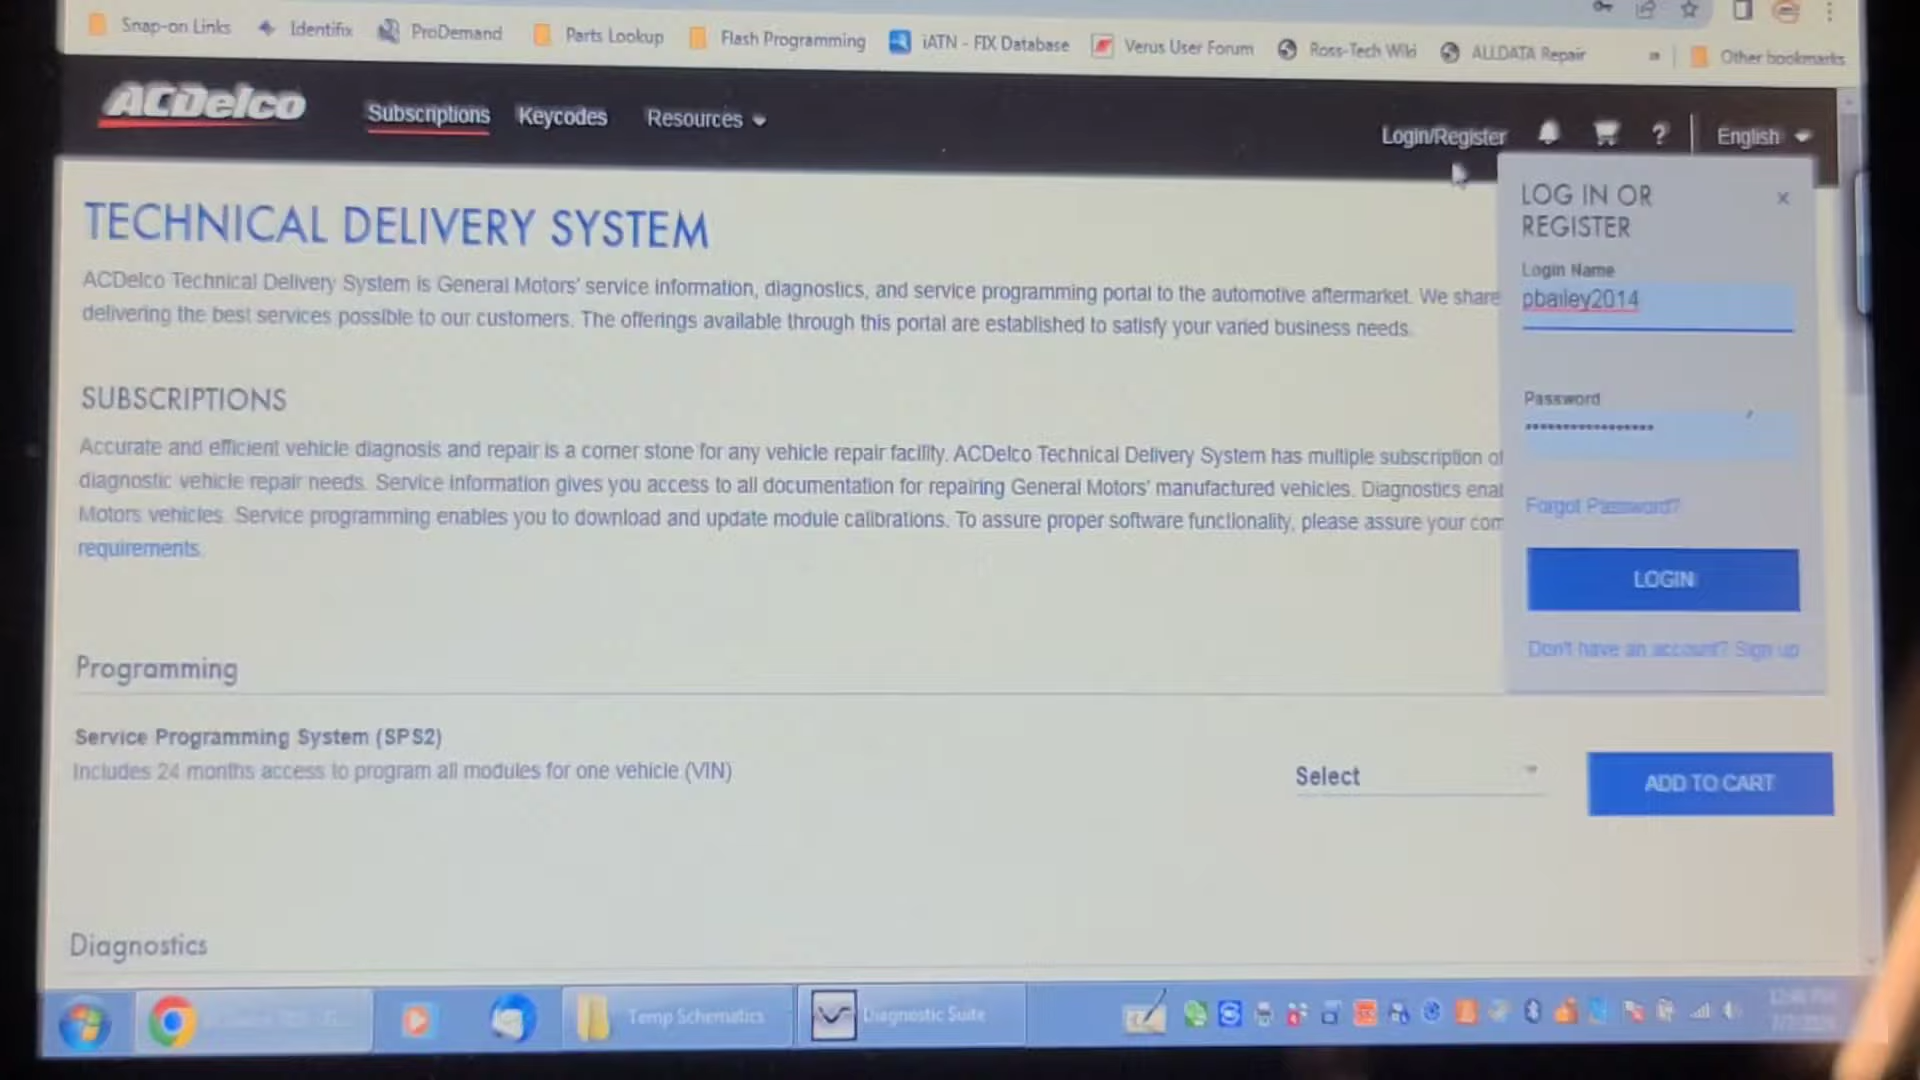 Snap-on Links Identifix ProDemand Parts Lookup Flash Programming iATN - FIX Database Verus User Forum Ross-Tech Wiki ALLDATA Repair » Other bookmarks
ACDelco Subscriptions Keycodes Resources Login/Register ? English
TECHNICAL DELIVERY SYSTEM
ACDelco Technical Delivery System is General Motors' service information, diagnostics, and service programming portal to the automotive aftermarket. We share
delivering the best services possible to our customers. The offerings available through this portal are established to satisfy your varied business needs.
SUBSCRIPTIONS
Accurate and efficient vehicle diagnosis and repair is a corner stone for any vehicle repair facility. ACDelco Technical Delivery System has multiple subscription of
diagnostic vehicle repair needs. Service information gives you access to all documentation for repairing General Motors' manufactured vehicles. Diagnostics enal
Motors vehicles. Service programming enables you to download and update module calibrations. To assure proper software functionality, please assure your com
requirements.
LOG IN OR
REGISTER
Login Name
pbailey2014
Password
Forgot Password?
LOGIN
Don't have an account? Sign up
Programming
Service Programming System (SPS2)
Includes 24 months access to program all modules for one vehicle (VIN)
Select
ADD TO CART
Diagnostics
Temp Schematics
Diagnostic Suite